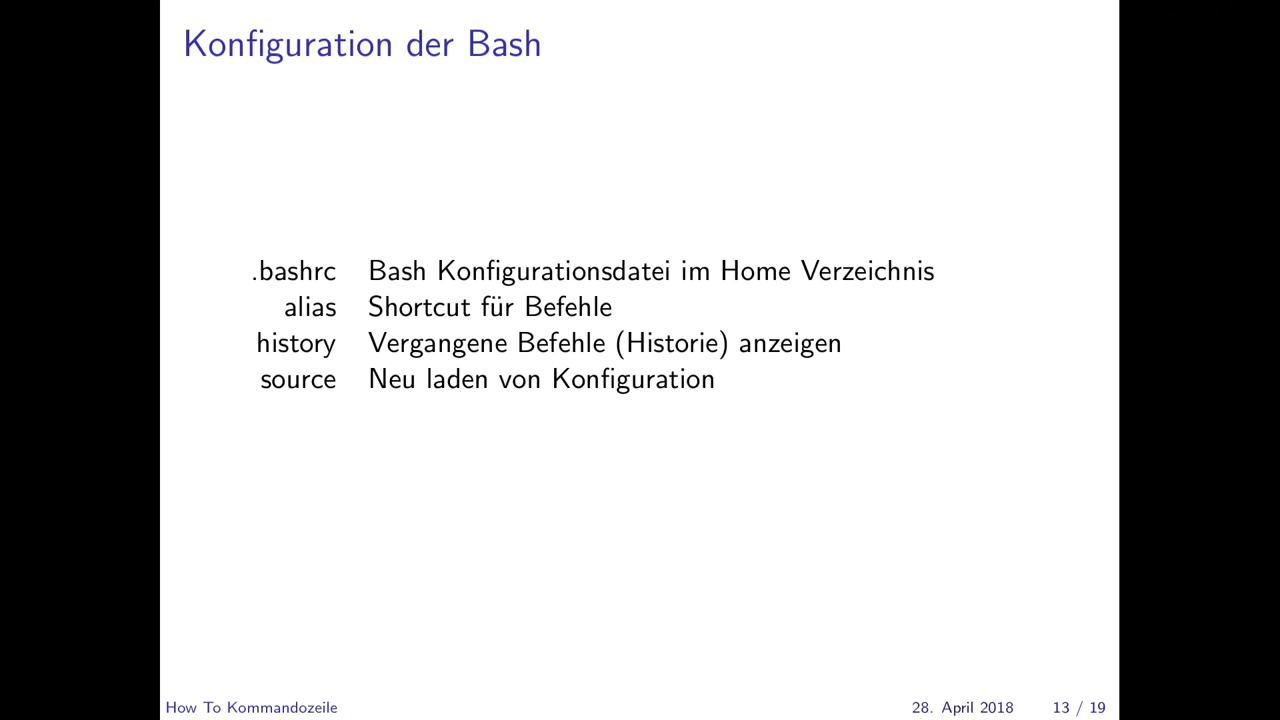 Konfiguration der Bash
.bashrc Bash Konfigurationsdatei im Home Verzeichnis
alias Shortcut für Befehle
history Vergangene Befehle (Historie) anzeigen
source Neu laden von Konfiguration
How To Kommandozeile 28. April 2018 13 / 19